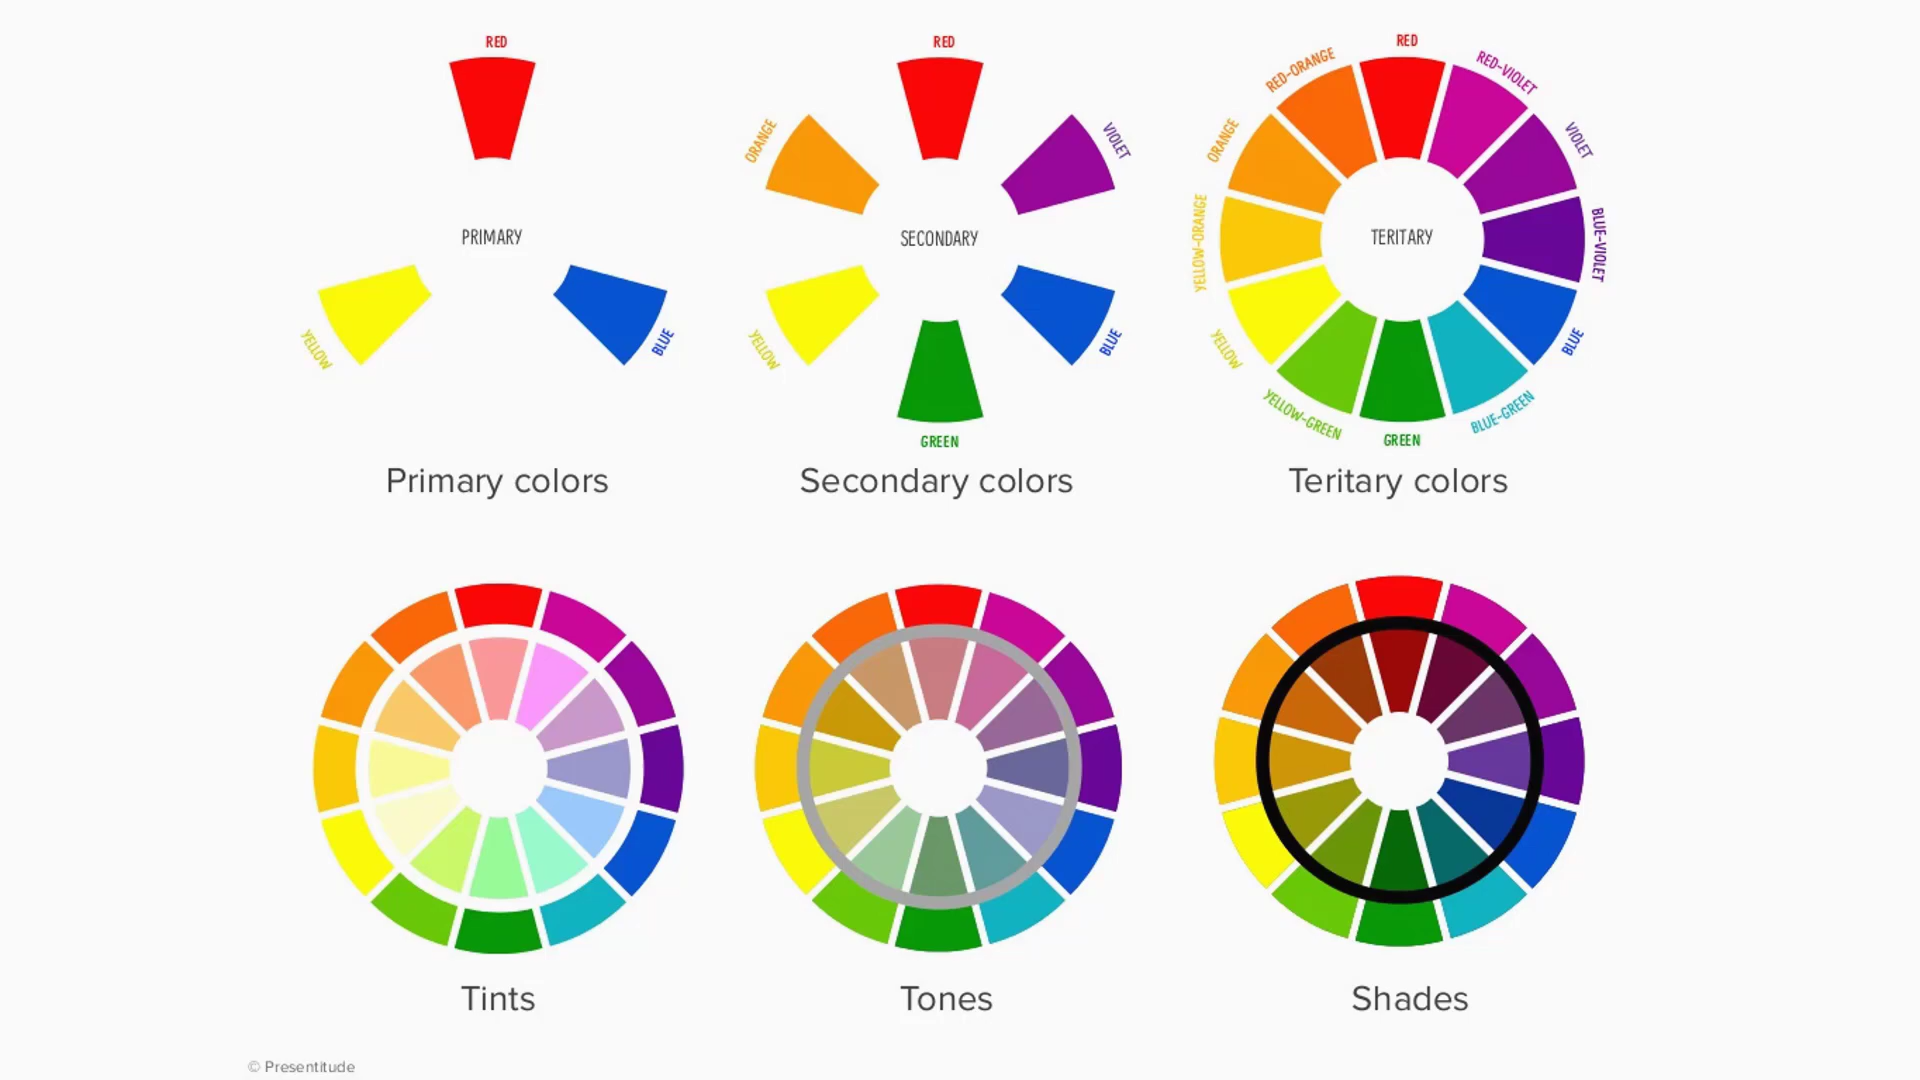 RED
PRIMARY
YELLOW
BLUE
Primary colors
RED
ORANGE
VIOLET
SECONDARY
YELLOW
BLUE
GREEN
Secondary colors
RED
RED-ORANGE
RED-VIOLET
ORANGE
VIOLET
YELLOW-ORANGE
TERITARY
BLUE-VIOLET
YELLOW
BLUE
YELLOW-GREEN
BLUE-GREEN
GREEN
Teritary colors
Tints
Tones
Shades
© Presentitude